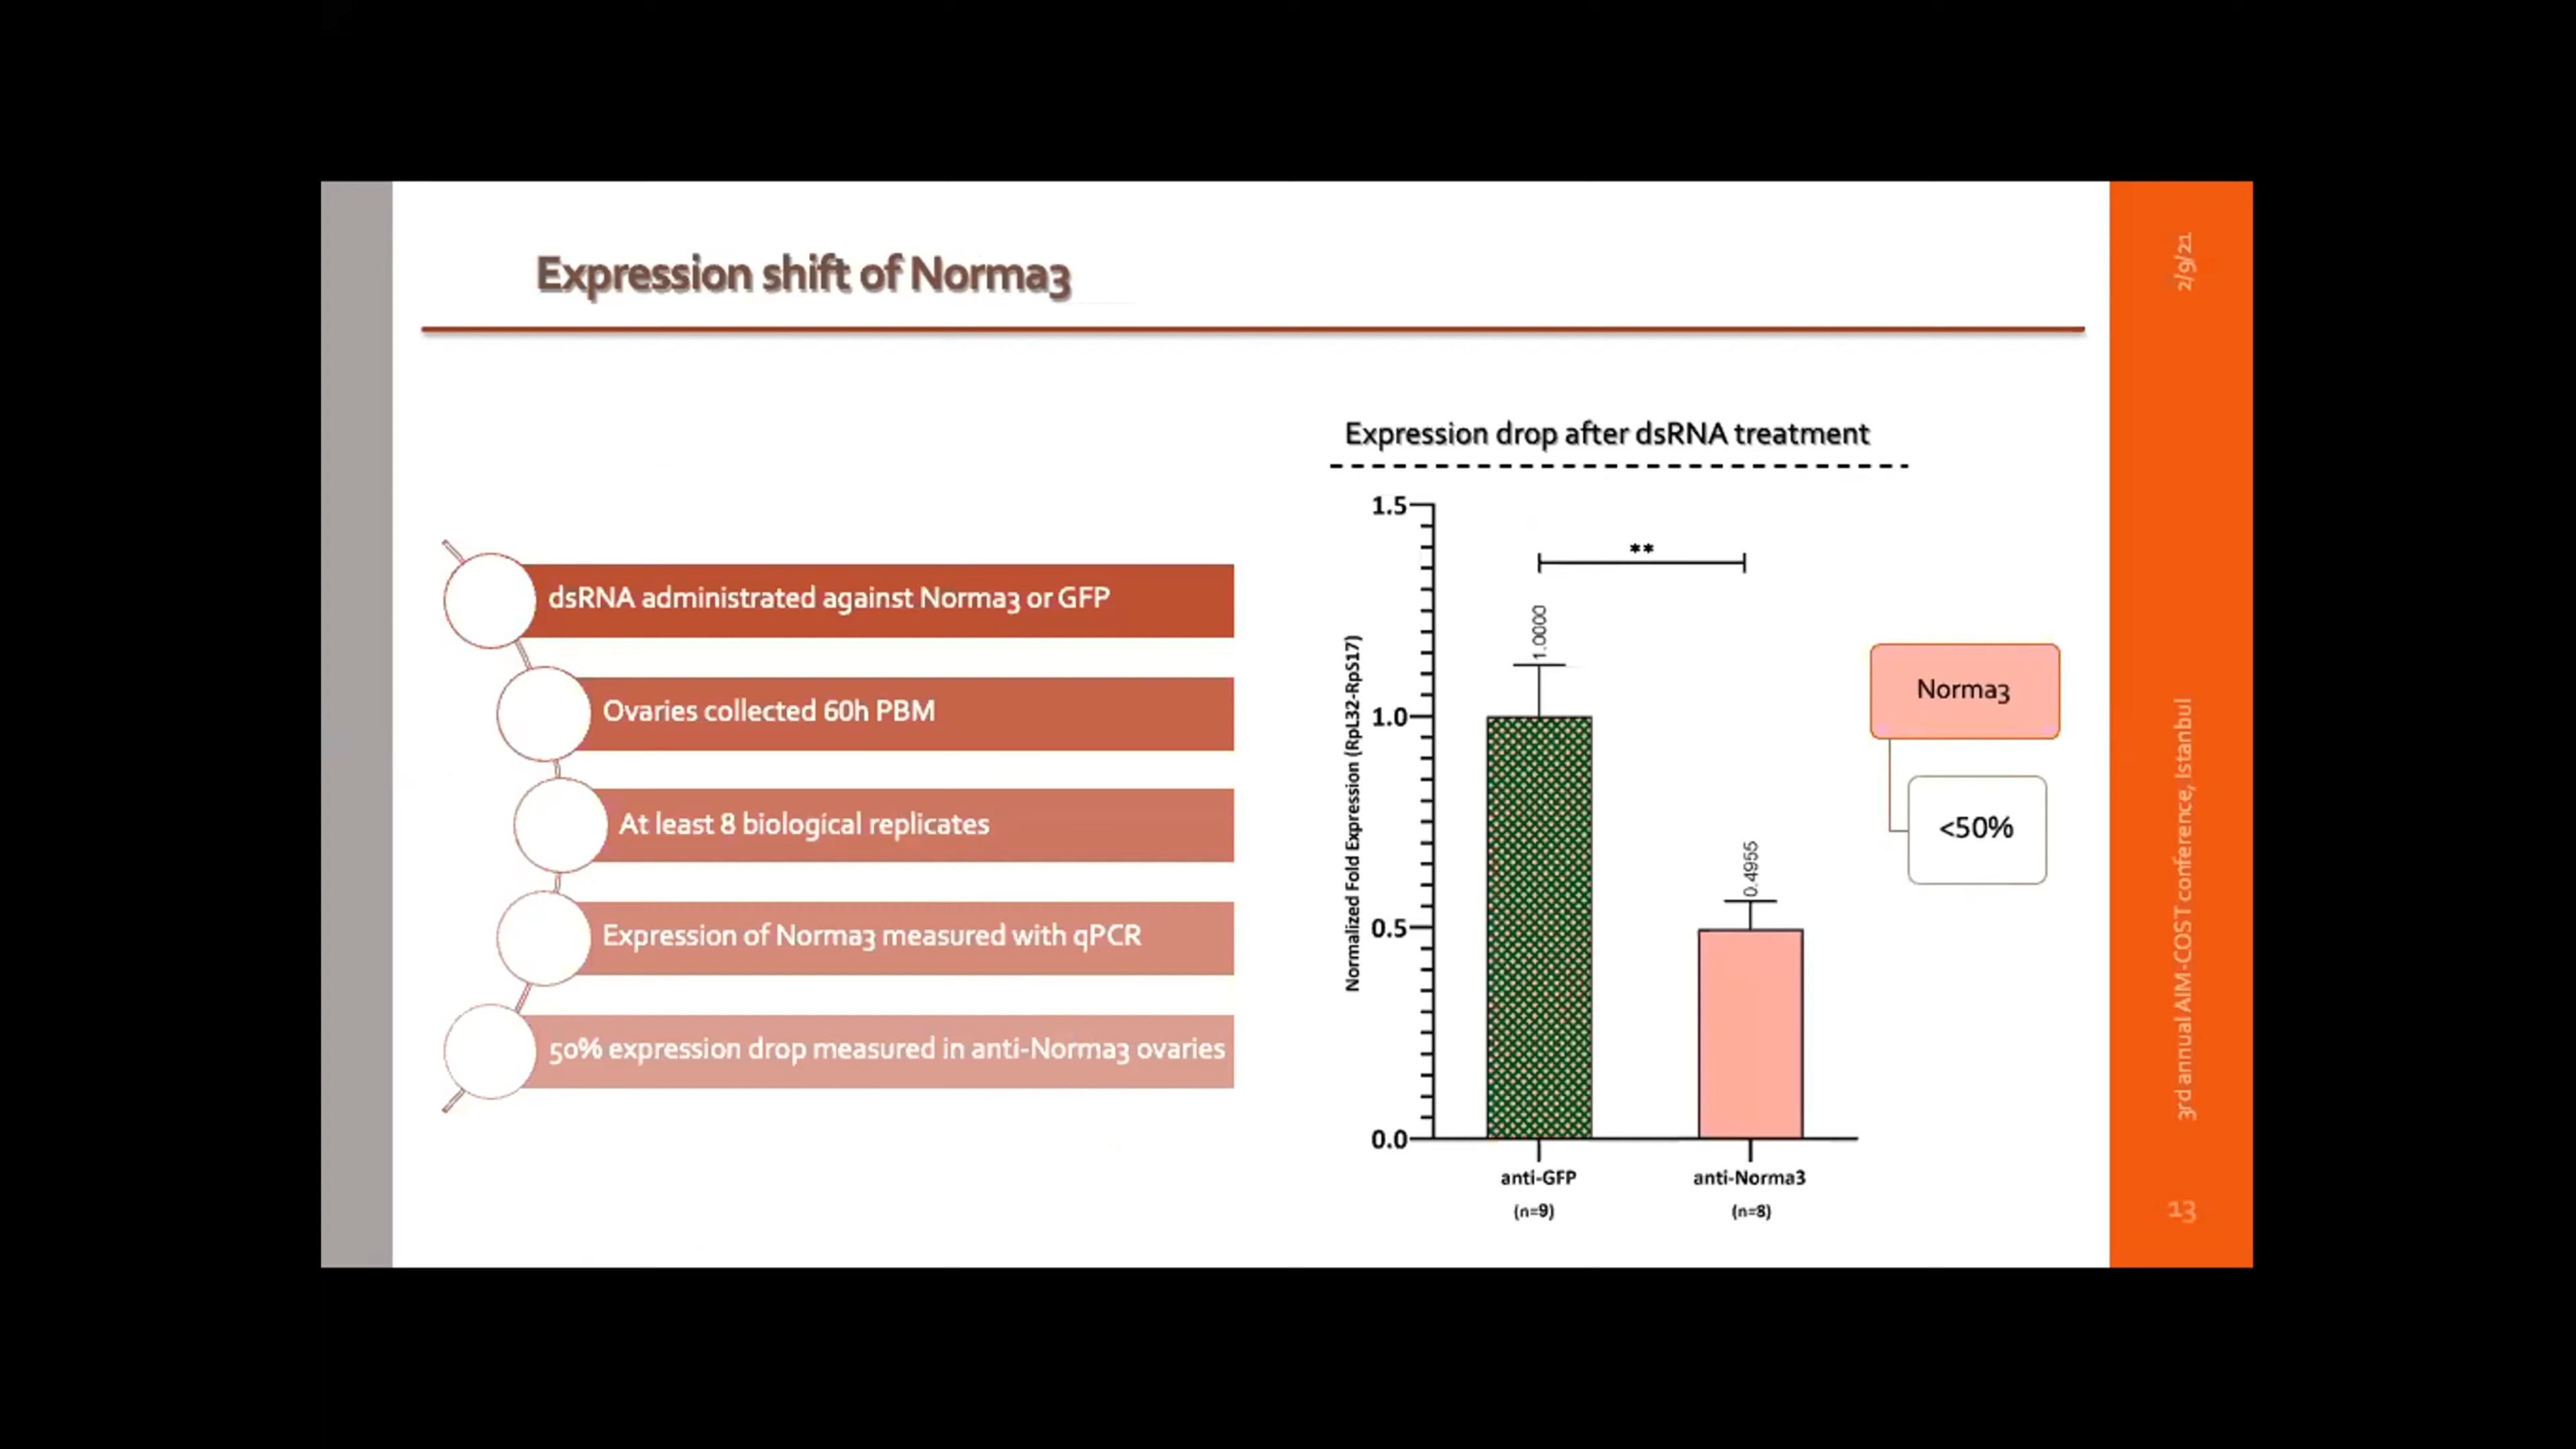 Expression shift of Norma3
2/9/21
dsRNA administrated against Norma3 or GFP
Ovaries collected 60h PBM
At least 8 biological replicates
Expression of Norma3 measured with qPCR
50% expression drop measured in anti-Norma3 ovaries
Expression drop after dsRNA treatment
Normalized Fold Expression (RpL32-RpS17)
1.5
1.0
0.5
0.0
**
1.0000
0.4955
anti-GFP
(n=9)
anti-Norma3
(n=8)
Norma3
<50%
3rd annual AIM-COST conference, Istanbul
13